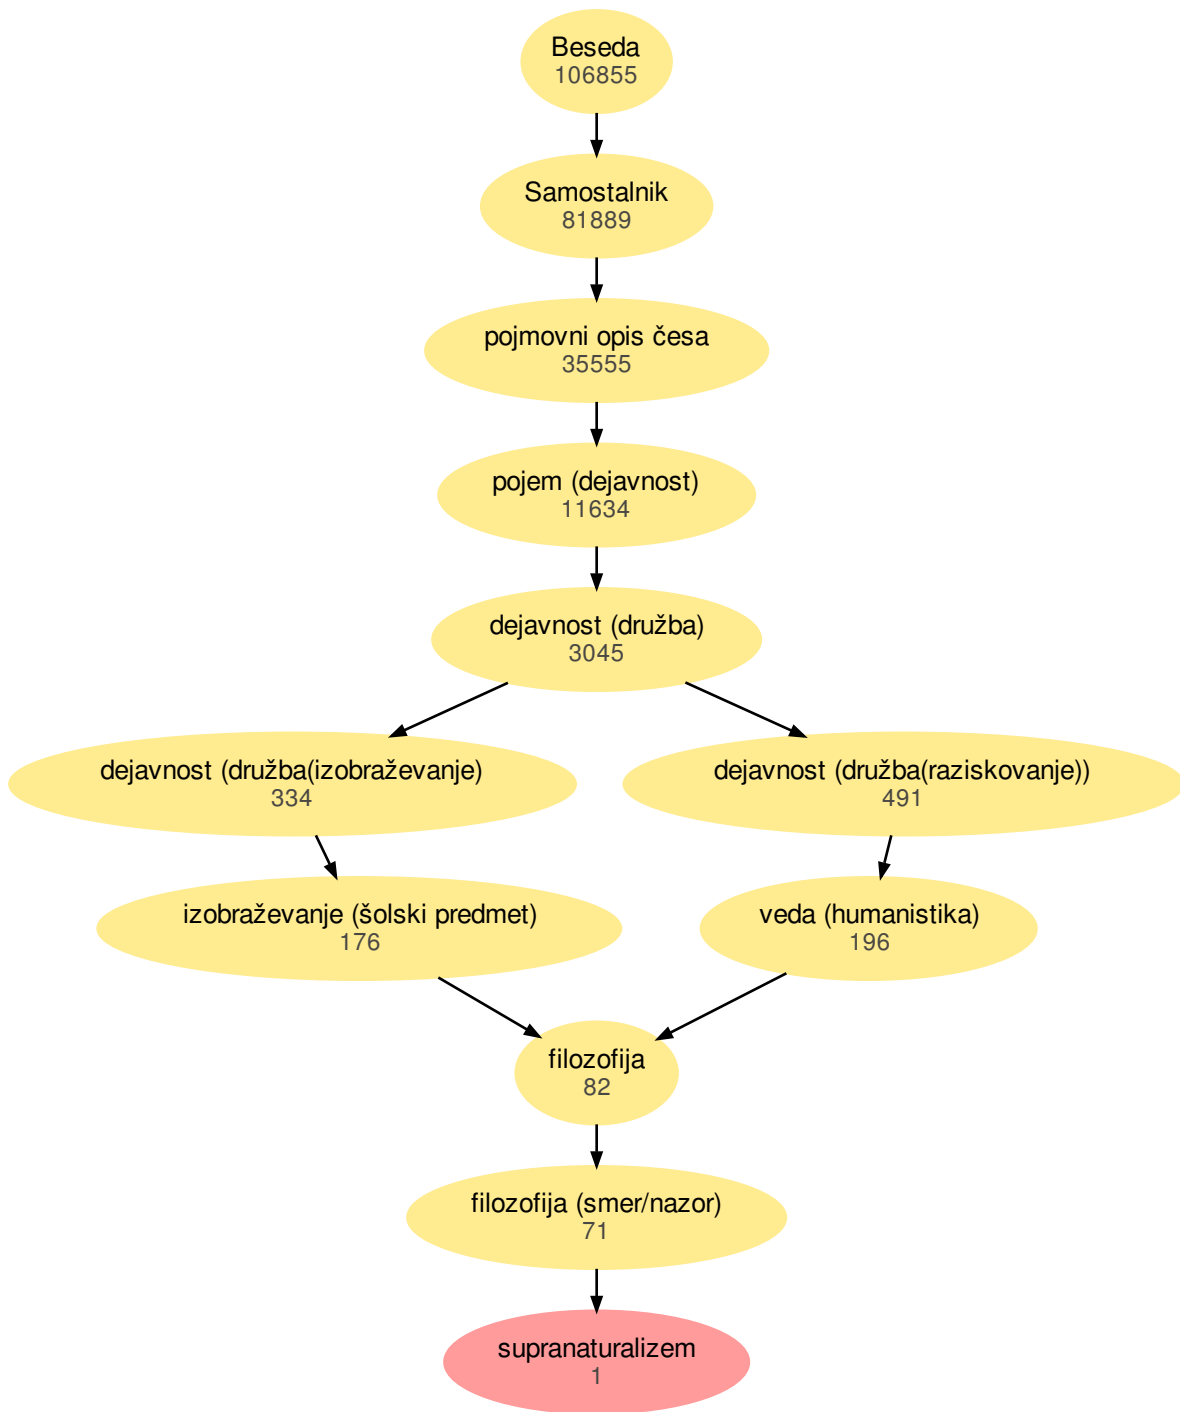 Beseda
106855
Samostalnik
81889
pojmovni opis česa
35555
pojem (dejavnost)
11634
dejavnost (družba)
3045
dejavnost (družba(izobraževanje)
334
dejavnost (družba(raziskovanje))
491
izobraževanje (šolski predmet)
176
veda (humanistika)
196
filozofija
82
filozofija (smer/nazor)
71
supranaturalizem
1